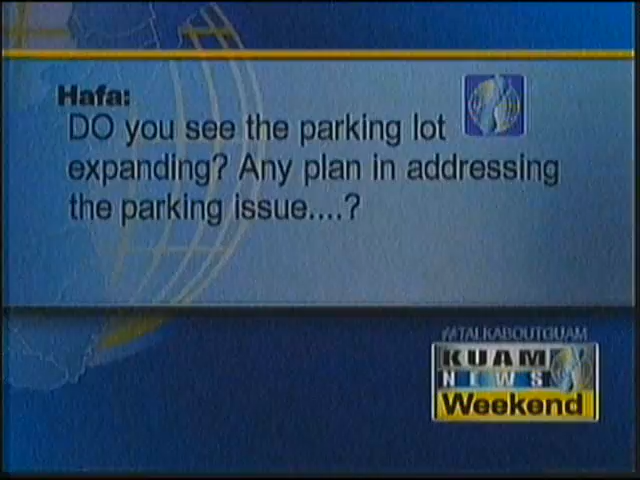 Hafa:
DO you see the parking lot
expanding? Any plan in addressing
the parking issue....?
#TALKABOUTGUAM
KUAM
NEWS
Weekend